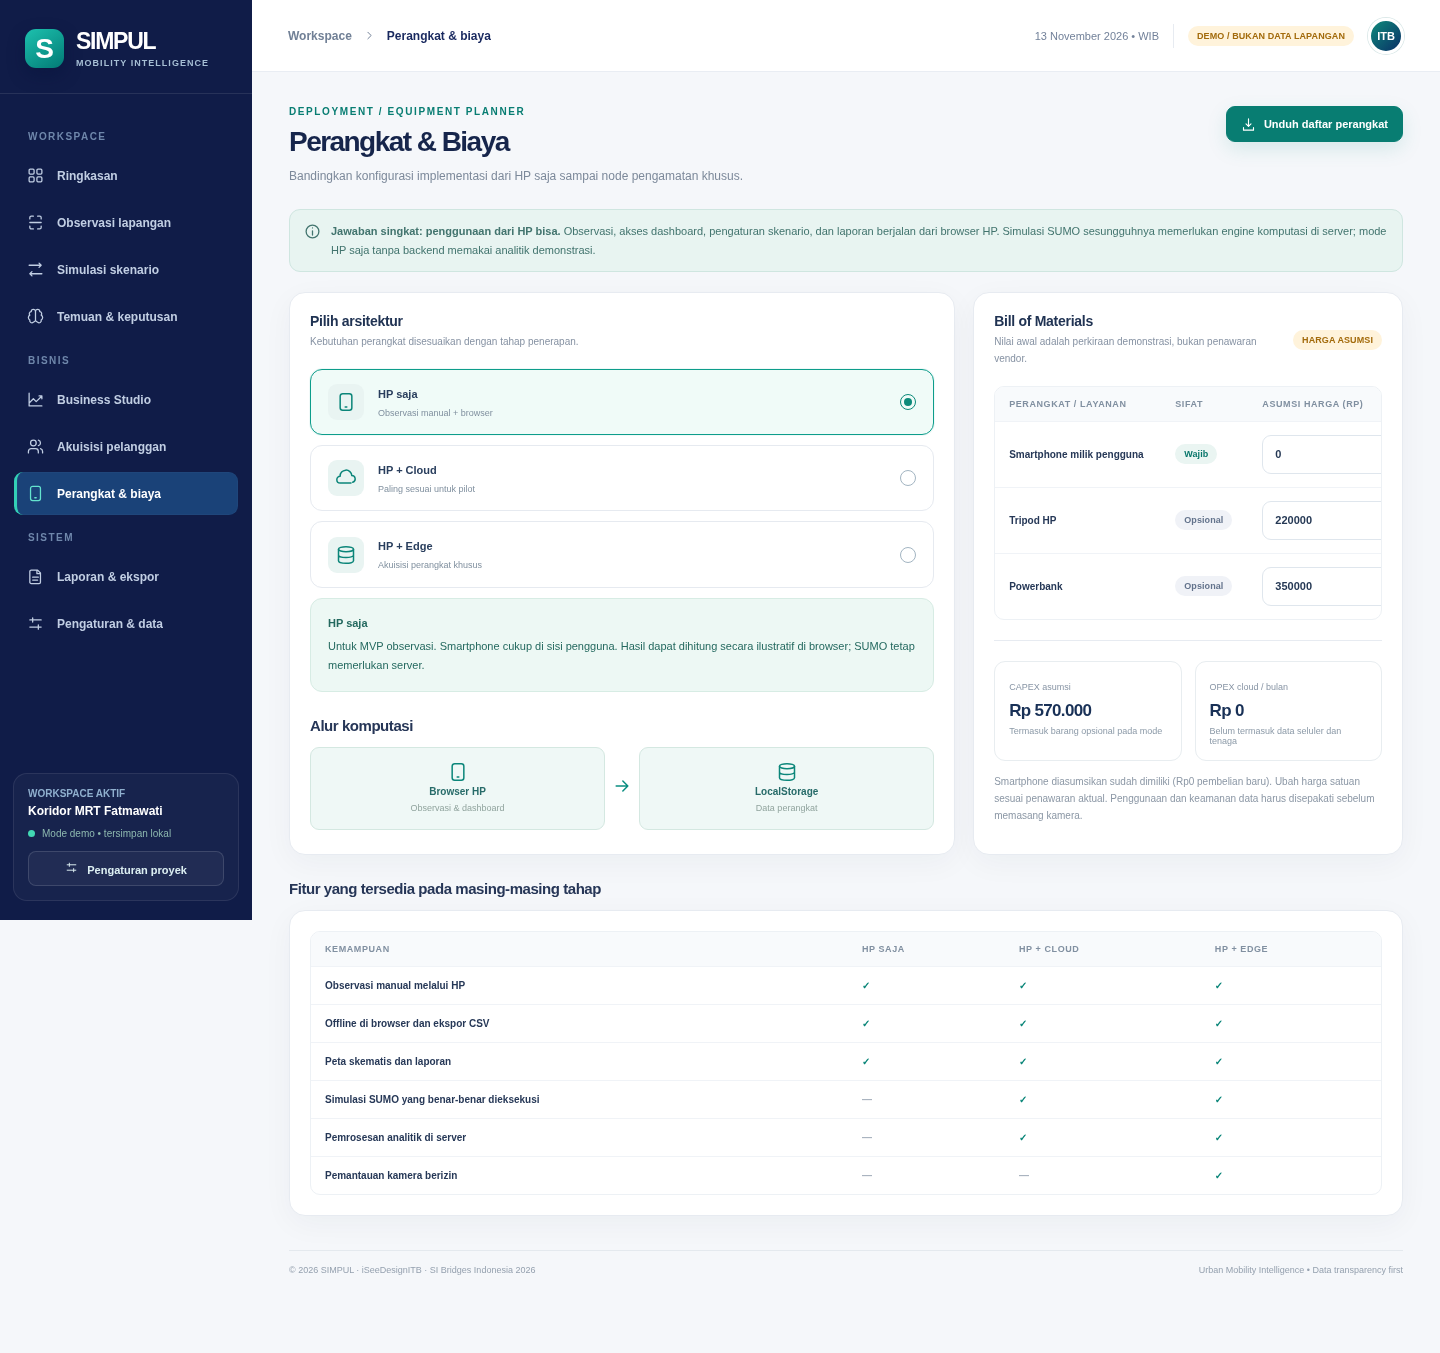 S
SIMPUL
MOBILITY INTELLIGENCE
WORKSPACE
Ringkasan
Observasi lapangan
Simulasi skenario
Temuan & keputusan
BISNIS
Business Studio
Akuisisi pelanggan
Perangkat & biaya
SISTEM
Laporan & ekspor
Pengaturan & data
WORKSPACE AKTIF
Koridor MRT Fatmawati
Mode demo • tersimpan lokal
Pengaturan proyek
Workspace
Perangkat & biaya
13 November 2026 • WIB
DEMO / BUKAN DATA LAPANGAN
ITB
DEPLOYMENT / EQUIPMENT PLANNER
Perangkat & Biaya
Bandingkan konfigurasi implementasi dari HP saja sampai node pengamatan khusus.
Unduh daftar perangkat
Jawaban singkat: penggunaan dari HP bisa. Observasi, akses dashboard, pengaturan skenario, dan laporan berjalan dari browser HP. Simulasi SUMO sesungguhnya memerlukan engine komputasi di server; mode
HP saja tanpa backend memakai analitik demonstrasi.
Pilih arsitektur
Kebutuhan perangkat disesuaikan dengan tahap penerapan.
HP saja
Observasi manual + browser
HP + Cloud
Paling sesuai untuk pilot
HP + Edge
Akuisisi perangkat khusus
HP saja
Untuk MVP observasi. Smartphone cukup di sisi pengguna. Hasil dapat dihitung secara ilustratif di browser; SUMO tetap
memerlukan server.
Alur komputasi
Browser HP
Observasi & dashboard
LocalStorage
Data perangkat
Bill of Materials
Nilai awal adalah perkiraan demonstrasi, bukan penawaran
vendor.
HARGA ASUMSI
PERANGKAT / LAYANAN SIFAT ASUMSI HARGA (RP)
Smartphone milik pengguna Wajib 0
Tripod HP Opsional 220000
Powerbank Opsional 350000
CAPEX asumsi
Rp 570.000
Termasuk barang opsional pada mode
OPEX cloud / bulan
Rp 0
Belum termasuk data seluler dan
tenaga
Smartphone diasumsikan sudah dimiliki (Rp0 pembelian baru). Ubah harga satuan
sesuai penawaran aktual. Penggunaan dan keamanan data harus disepakati sebelum
memasang kamera.
Fitur yang tersedia pada masing-masing tahap
KEMAMPUAN HP SAJA HP + CLOUD HP + EDGE
Observasi manual melalui HP ✓ ✓ ✓
Offline di browser dan ekspor CSV ✓ ✓ ✓
Peta skematis dan laporan ✓ ✓ ✓
Simulasi SUMO yang benar-benar dieksekusi — ✓ ✓
Pemrosesan analitik di server — ✓ ✓
Pemantauan kamera berizin — — ✓
© 2026 SIMPUL · iSeeDesignITB · SI Bridges Indonesia 2026
Urban Mobility Intelligence • Data transparency first